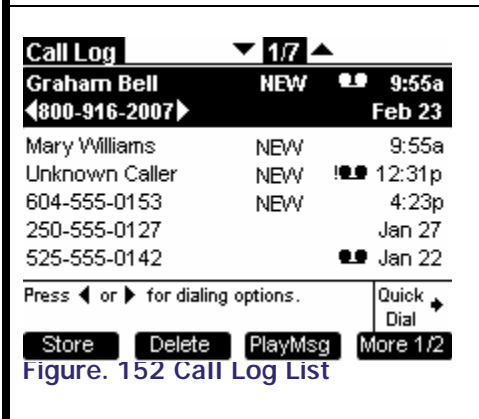 Call Log 1/7
Graham Bell NEW 9:55a
800-916-2007 Feb 23
Mary Williams NEW 9:55a
Unknown Caller NEW ! 12:31p
604-555-0153 NEW 4:23p
250-555-0127 Jan 27
525-555-0142 Jan 22
Press or for dialing options. Quick
Dial
Store Delete PlayMsg More 1/2
Figure. 152 Call Log List